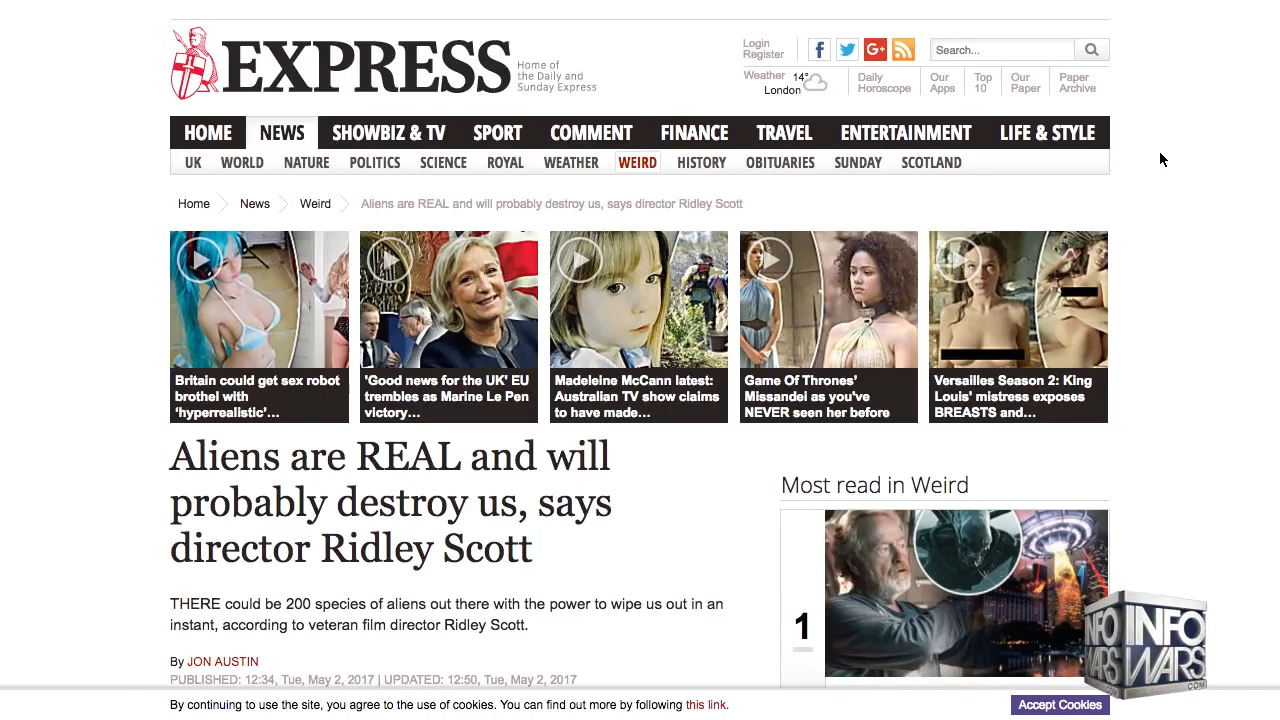 EXPRESS
Home of
the Daily and
Sunday Express
Login
Register
Search...
Weather 14°
London
Daily
Horoscope
Our
Apps
Top
10
Our
Paper
Paper
Archive
HOME NEWS SHOWBIZ & TV SPORT COMMENT FINANCE TRAVEL ENTERTAINMENT LIFE & STYLE
UK WORLD NATURE POLITICS SCIENCE ROYAL WEATHER WEIRD HISTORY OBITUARIES SUNDAY SCOTLAND
Home News Weird Aliens are REAL and will probably destroy us, says director Ridley Scott
Britain could get sex robot
brothel with
‘hyperrealistic’…
'Good news for the UK' EU
trembles as Marine Le Pen
victory…
Madeleine McCann latest:
Australian TV show claims
to have made…
Game Of Thrones’
Missandei as you've
NEVER seen her before
Versailles Season 2: King
Louis' mistress exposes
BREASTS and…
Aliens are REAL and will
probably destroy us, says
director Ridley Scott
THERE could be 200 species of aliens out there with the power to wipe us out in an
instant, according to veteran film director Ridley Scott.
By JON AUSTIN
PUBLISHED: 12:34, Tue, May 2, 2017 | UPDATED: 12:50, Tue, May 2, 2017
Most read in Weird
1
INFO
WARS
INFO
WARS
.COM
By continuing to use the site, you agree to the use of cookies. You can find out more by following this link.
Accept Cookies